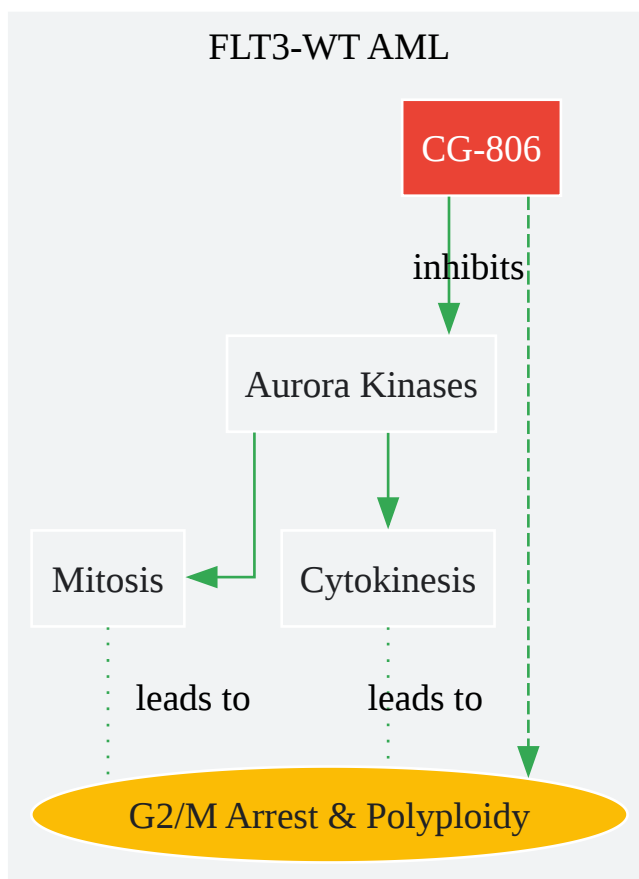 FLT3-WT AML
CG-806
inhibits
Aurora Kinases
Mitosis
Cytokinesis
leads to
leads to
G2/M Arrest & Polyploidy